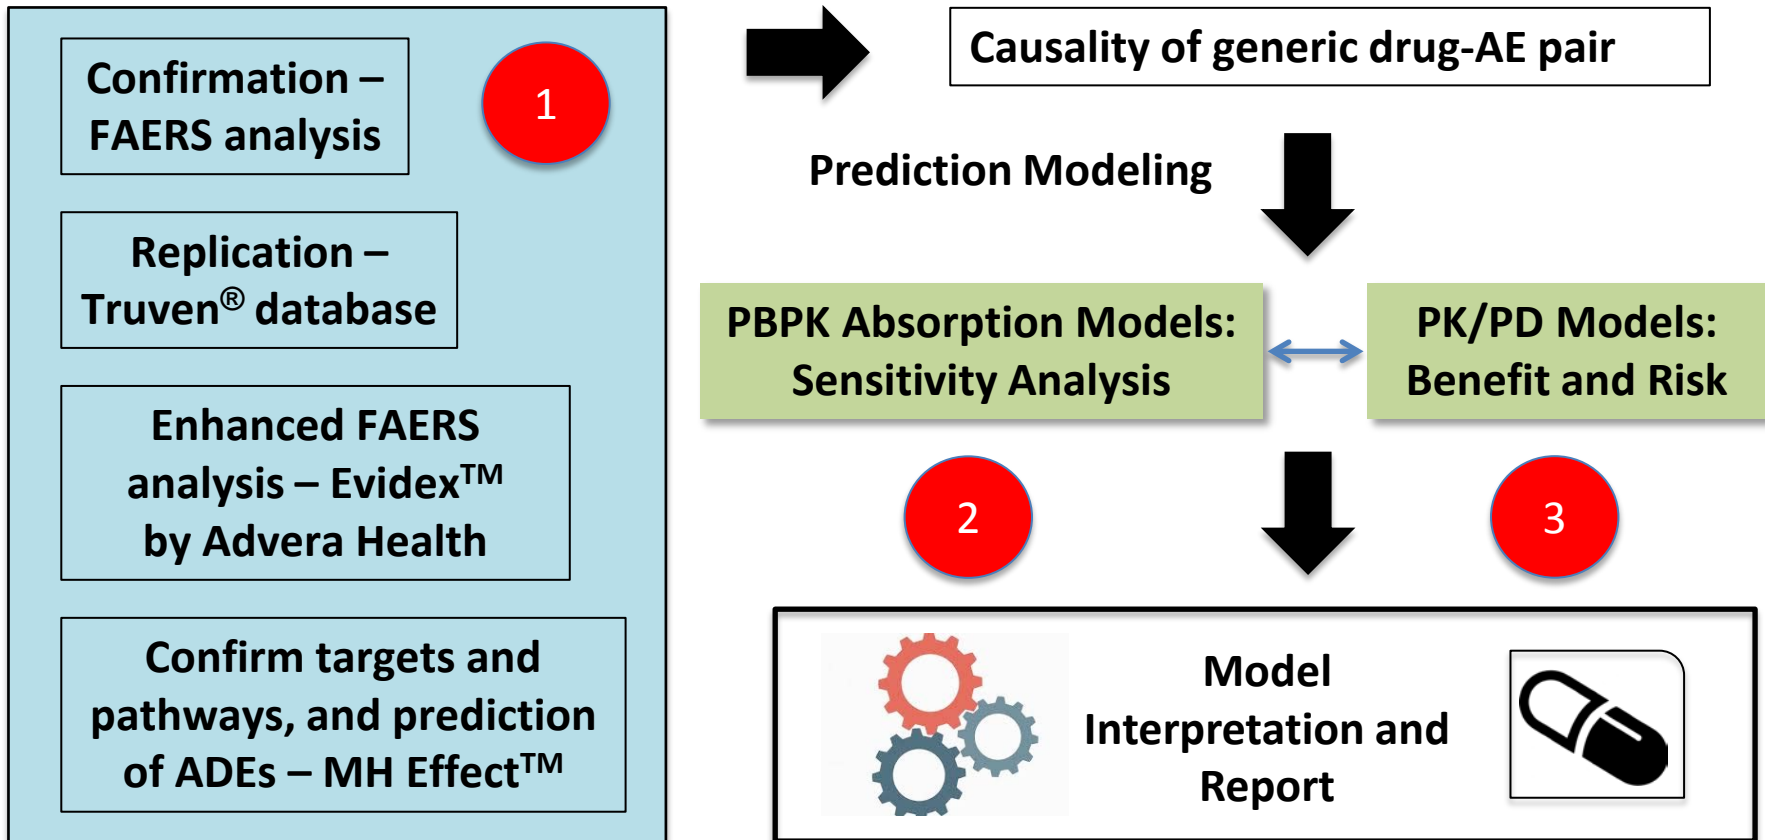 Confirmation –
FAERS analysis
1
Replication –
Truven® database
Enhanced FAERS
analysis – Evidex™
by Advera Health
Confirm targets and
pathways, and prediction
of ADEs – MH Effect™
Causality of generic drug-AE pair
Prediction Modeling
PBPK Absorption Models:
Sensitivity Analysis
PK/PD Models:
Benefit and Risk
2
3
Model
Interpretation and
Report